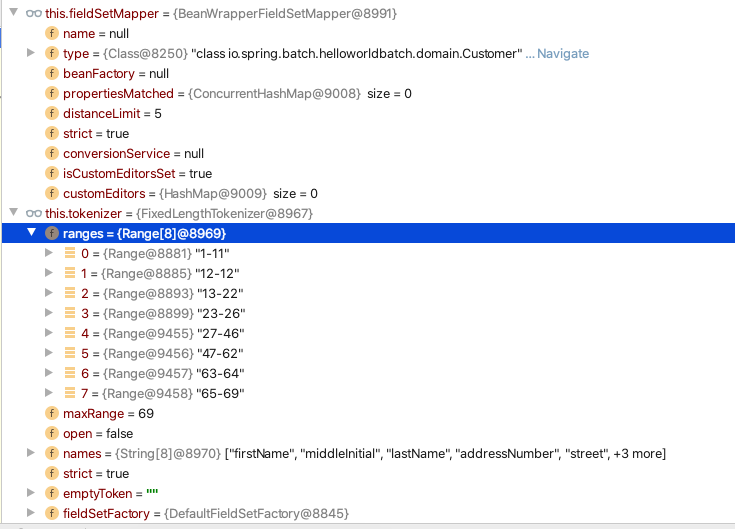 this.fieldSetMapper = {BeanWrapperFieldSetMapper@8991}
f name = null
f type = {Class@8250} "class io.spring.batch.helloworldbatch.domain.Customer" ... Navigate
f beanFactory = null
f propertiesMatched = {ConcurrentHashMap@9008} size = 0
f distanceLimit = 5
f strict = true
f conversionService = null
f isCustomEditorsSet = true
f customEditors = {HashMap@9009} size = 0
this.tokenizer = {FixedLengthTokenizer@8967}
f ranges = {Range[8]@8969}
0 = {Range@8881} "1-11"
1 = {Range@8885} "12-12"
2 = {Range@8893} "13-22"
3 = {Range@8899} "23-26"
4 = {Range@9455} "27-46"
5 = {Range@9456} "47-62"
6 = {Range@9457} "63-64"
7 = {Range@9458} "65-69"
f maxRange = 69
f open = false
f names = {String[8]@8970} ["firstName", "middleInitial", "lastName", "addressNumber", "street", +3 more]
f strict = true
f emptyToken = ""
f fieldSetFactory = {DefaultFieldSetFactory@8845}